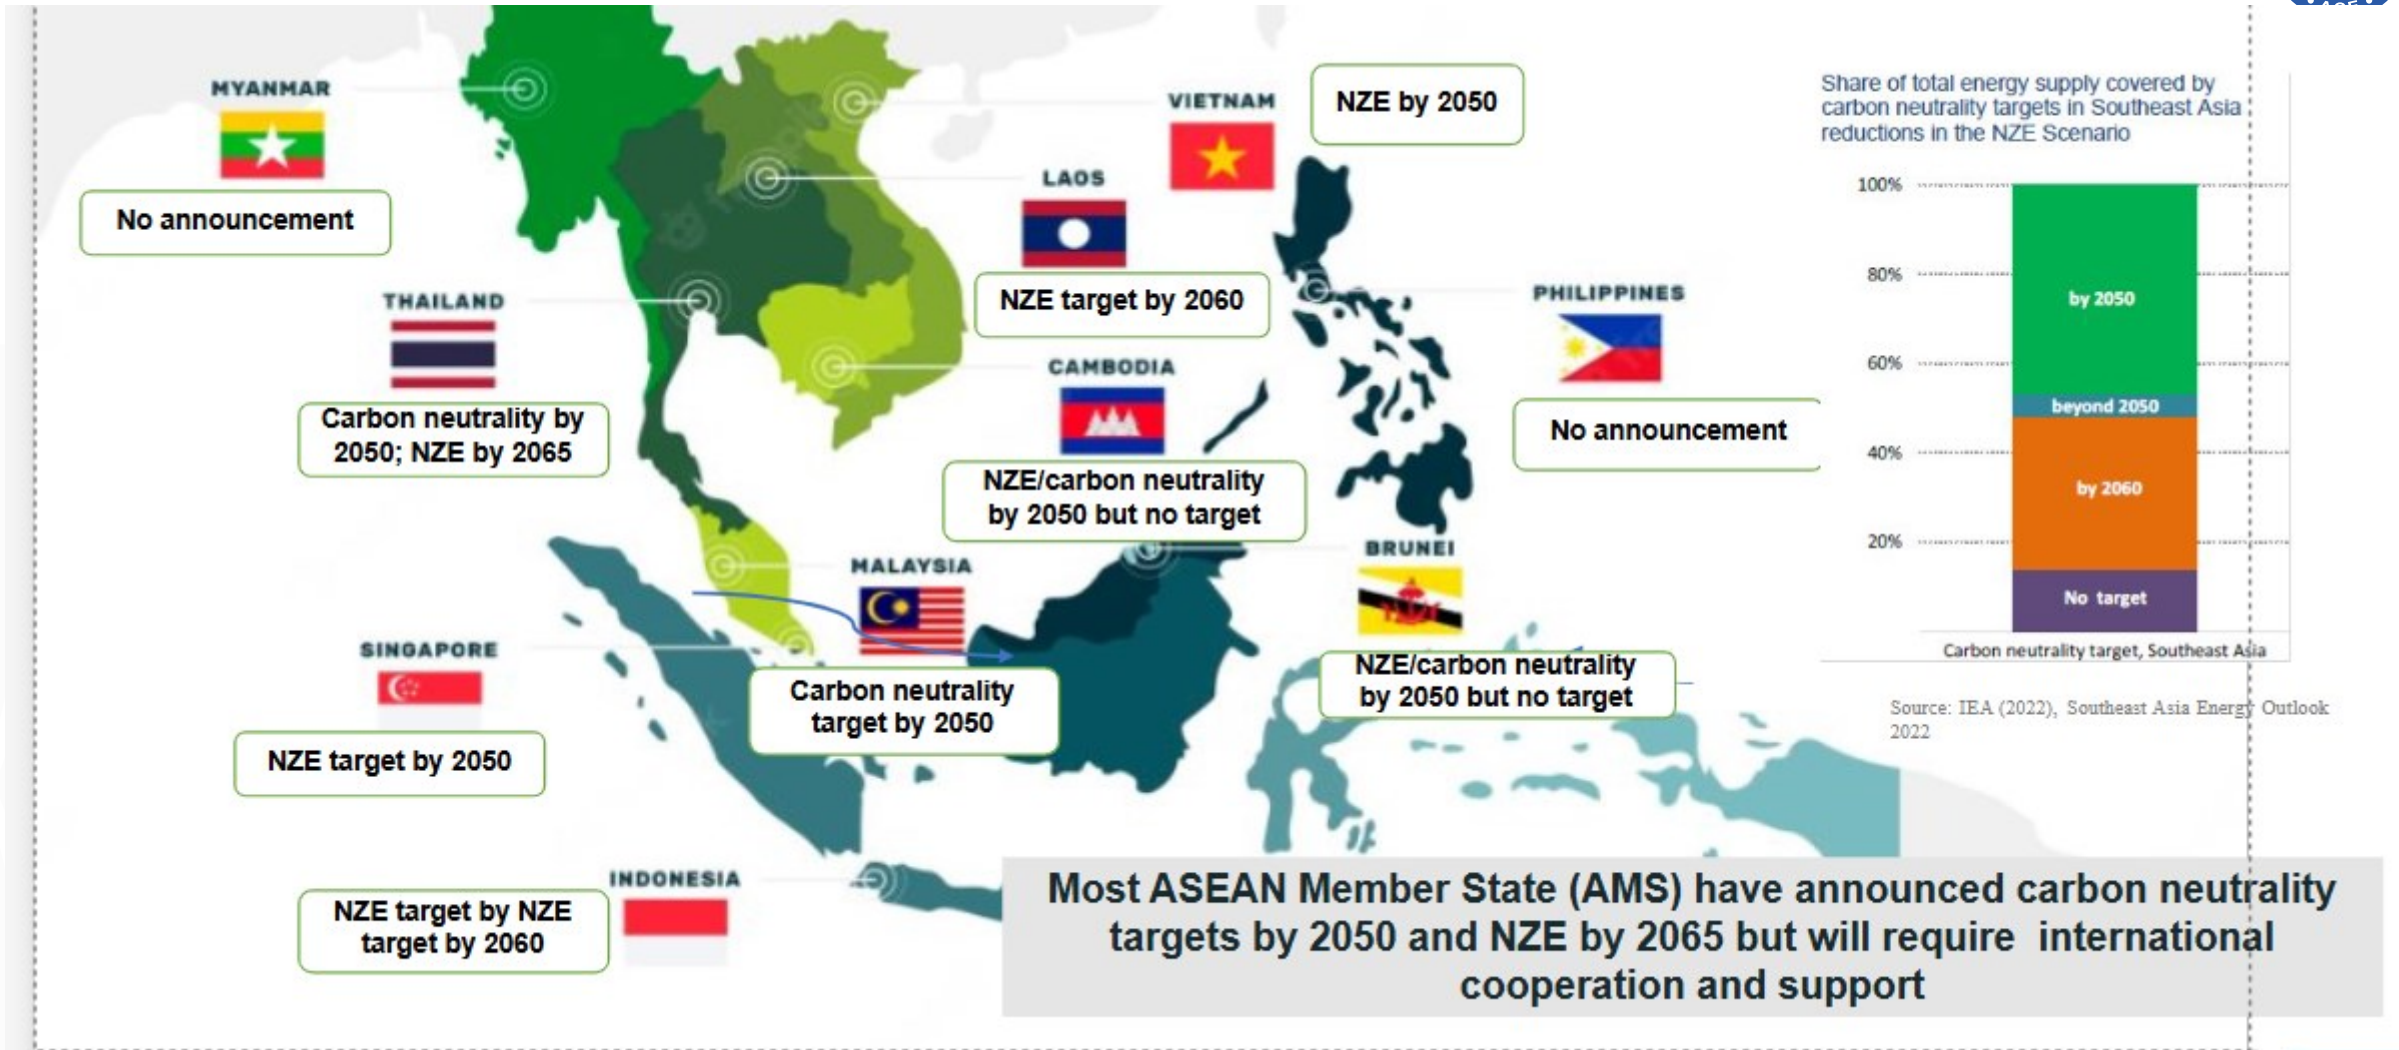 MYANMAR
No announcement
THAILAND
Carbon neutrality by
2050; NZE by 2065
SINGAPORE
NZE target by 2050
INDONESIA
NZE target by NZE
target by 2060
VIETNAM
NZE by 2050
LAOS
NZE target by 2060
CAMBODIA
NZE/carbon neutrality
by 2050 but no target
MALAYSIA
Carbon neutrality
target by 2050
PHILIPPINES
No announcement
BRUNEI
NZE/carbon neutrality
by 2050 but no target
Share of total energy supply covered by
carbon neutrality targets in Southeast Asia
reductions in the NZE Scenario
100%
80%
60%
40%
20%
by 2050
beyond 2050
by 2060
No target
Carbon neutrality target, Southeast Asia
Source: IEA (2022), Southeast Asia Energy Outlook
2022
Most ASEAN Member State (AMS) have announced carbon neutrality
targets by 2050 and NZE by 2065 but will require international
cooperation and support